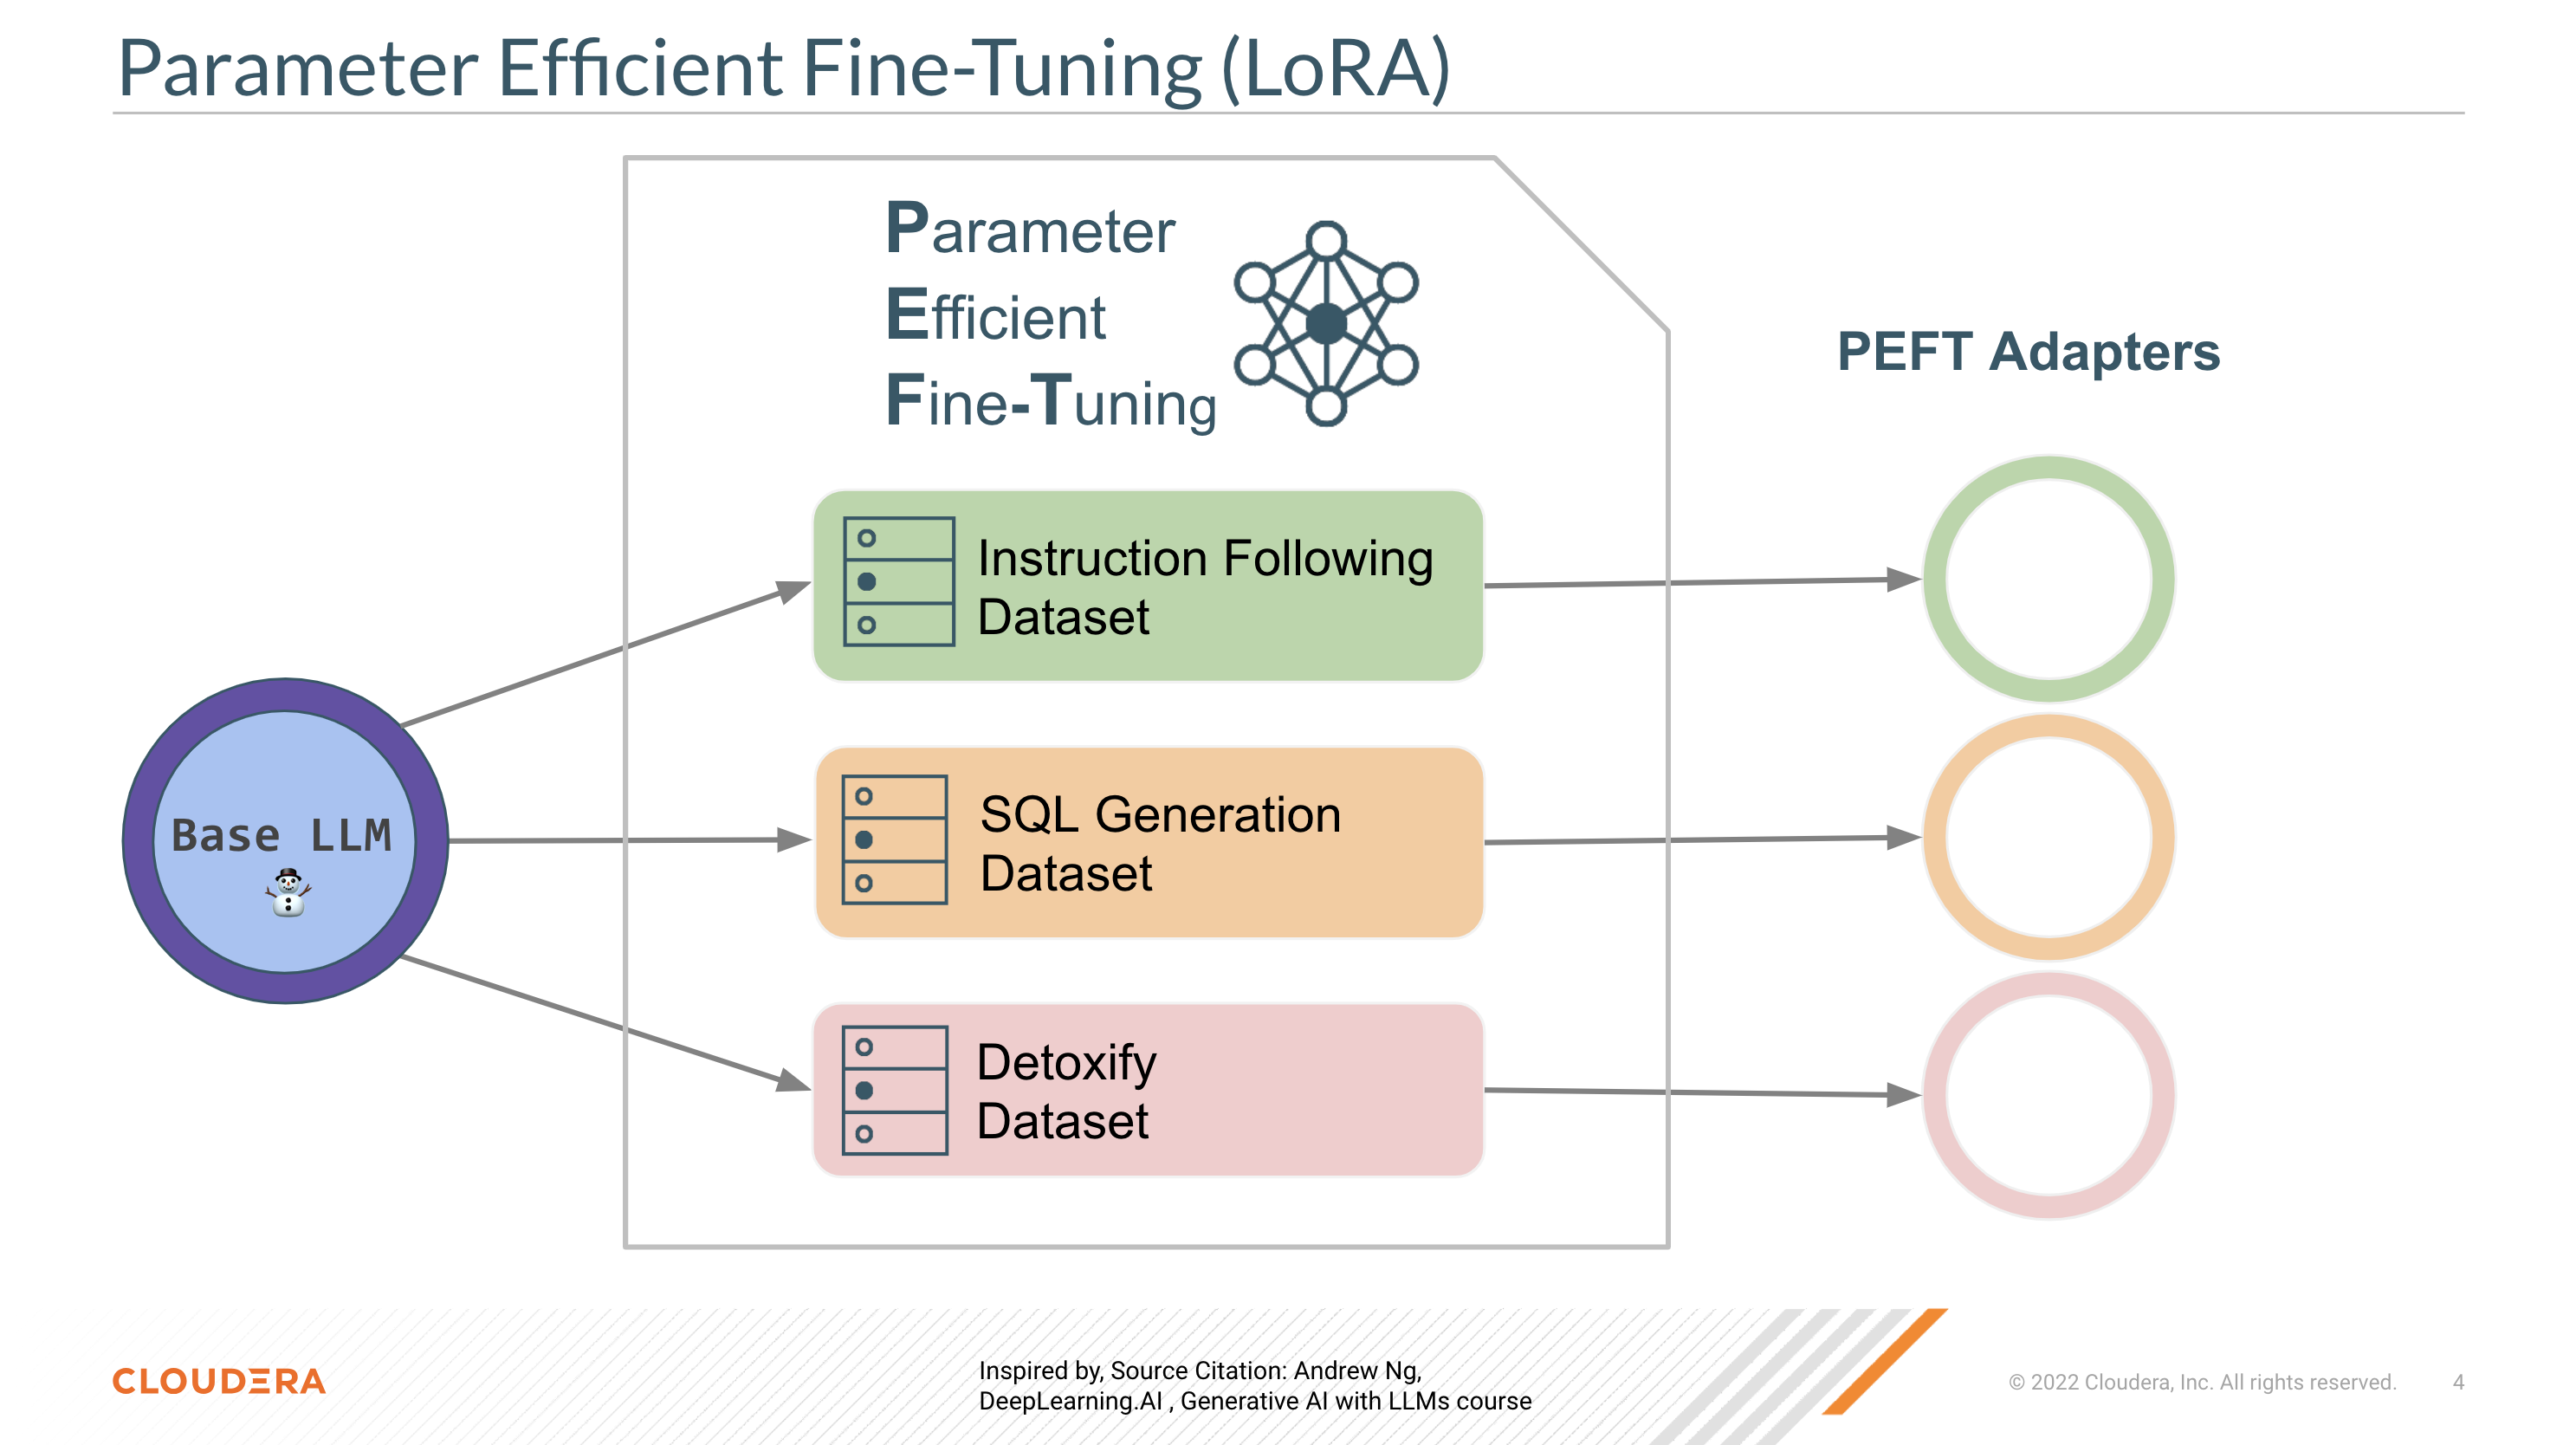 Parameter Efficient Fine-Tuning (LoRA)
Parameter
Efficient
Fine-Tuning
PEFT Adapters
Instruction Following
Dataset
Base LLM
SQL Generation
Dataset
Detoxify
Dataset
CLOUDERA
Inspired by, Source Citation: Andrew Ng,
DeepLearning.AI , Generative AI with LLMs course
© 2022 Cloudera, Inc. All rights reserved.
4